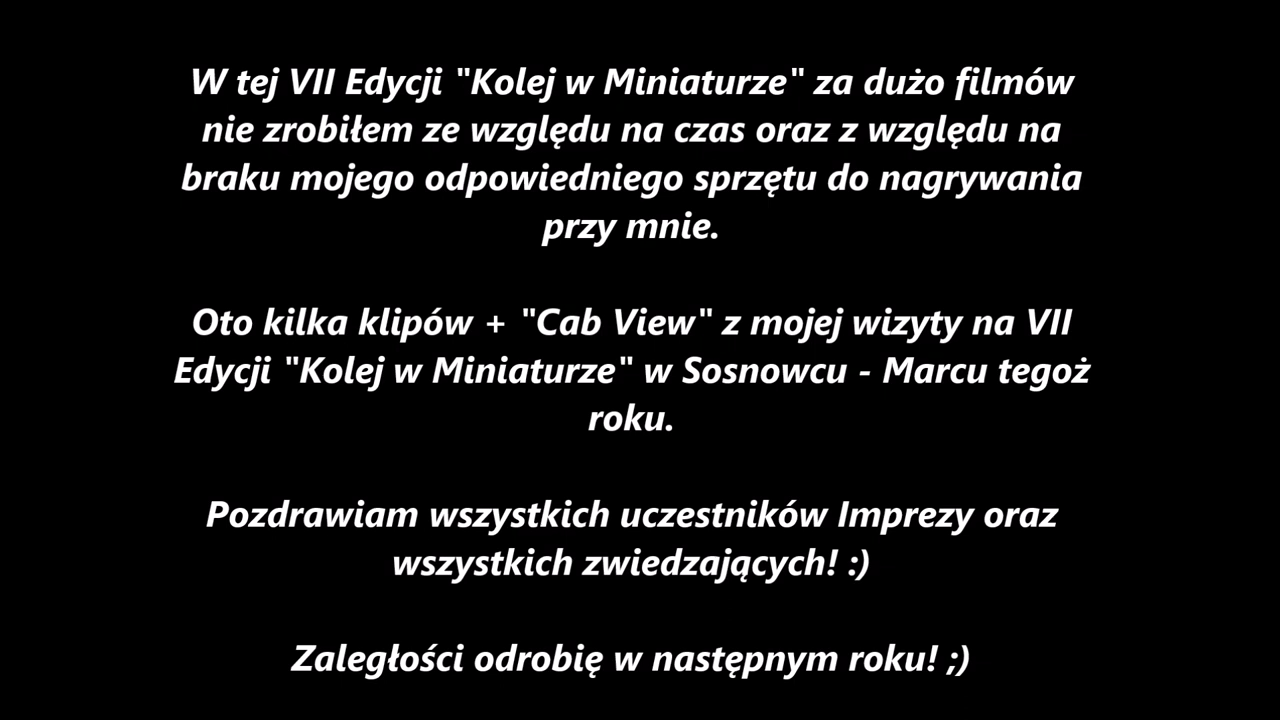 W tej VII Edycji "Kolej w Miniaturze" za dużo filmów
nie zrobiłem ze względu na czas oraz z względu na
braku mojego odpowiedniego sprzętu do nagrywania
przy mnie.
Oto kilka klipów + "Cab View" z mojej wizyty na VII
Edycji "Kolej w Miniaturze" w Sosnowcu - Marcu tegoż
roku.
Pozdrawiam wszystkich uczestników Imprezy oraz
wszystkich zwiedzających! :)
Zaległości odrobię w następnym roku! ;)